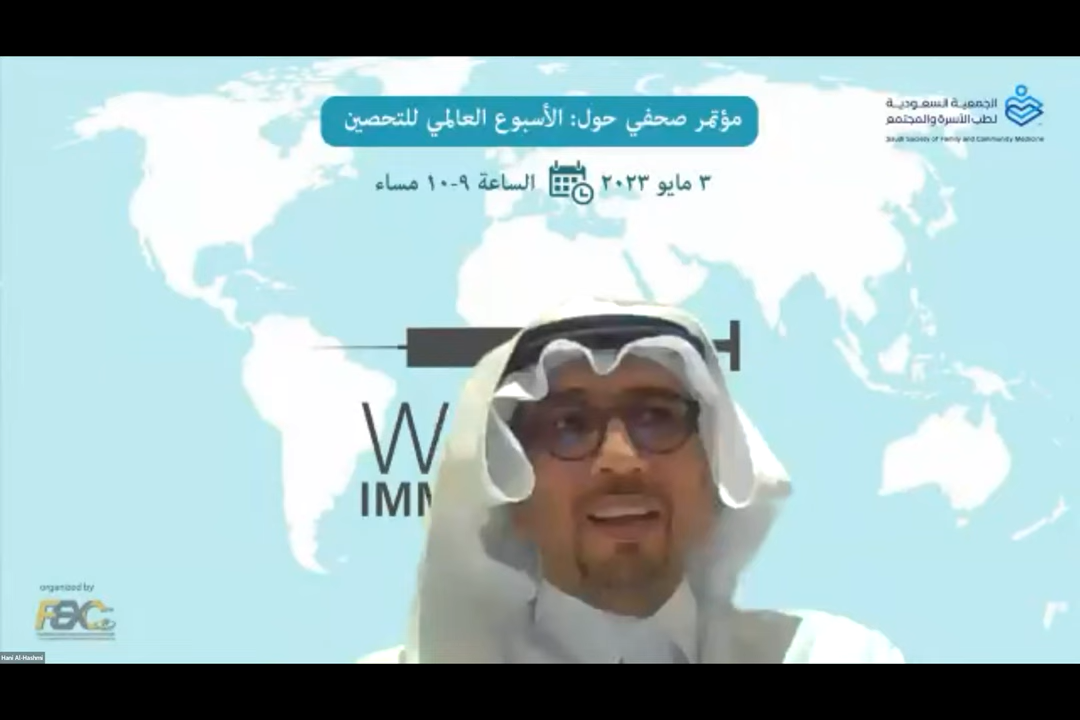 مؤتمر صحفي حول: الأسبوع العالمي للتحصين
٣ مايو ٢٠٢٣ الساعة ٩-١٠ مساء
الجمعية السعودية
لطب الأسرة والمجتمع
Saudi Society of Family and Community Medicine
W
IMM
organized by
Hani Al-Hashmi